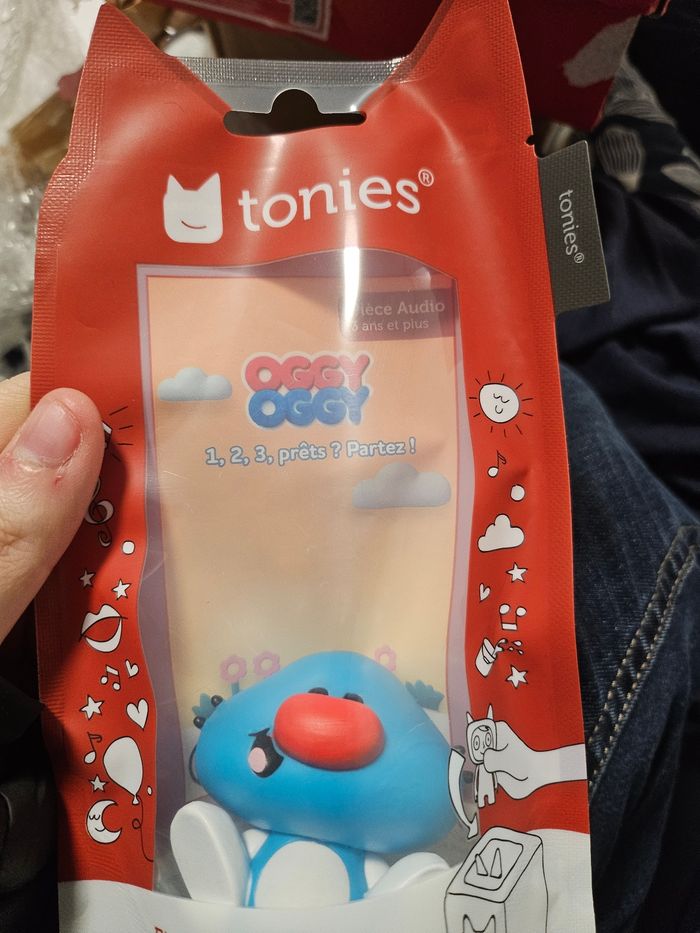 tonies®
tonies®
Pièce Audio
3 ans et plus
OGGY
OGGY
1, 2, 3, prêts ? Partez !